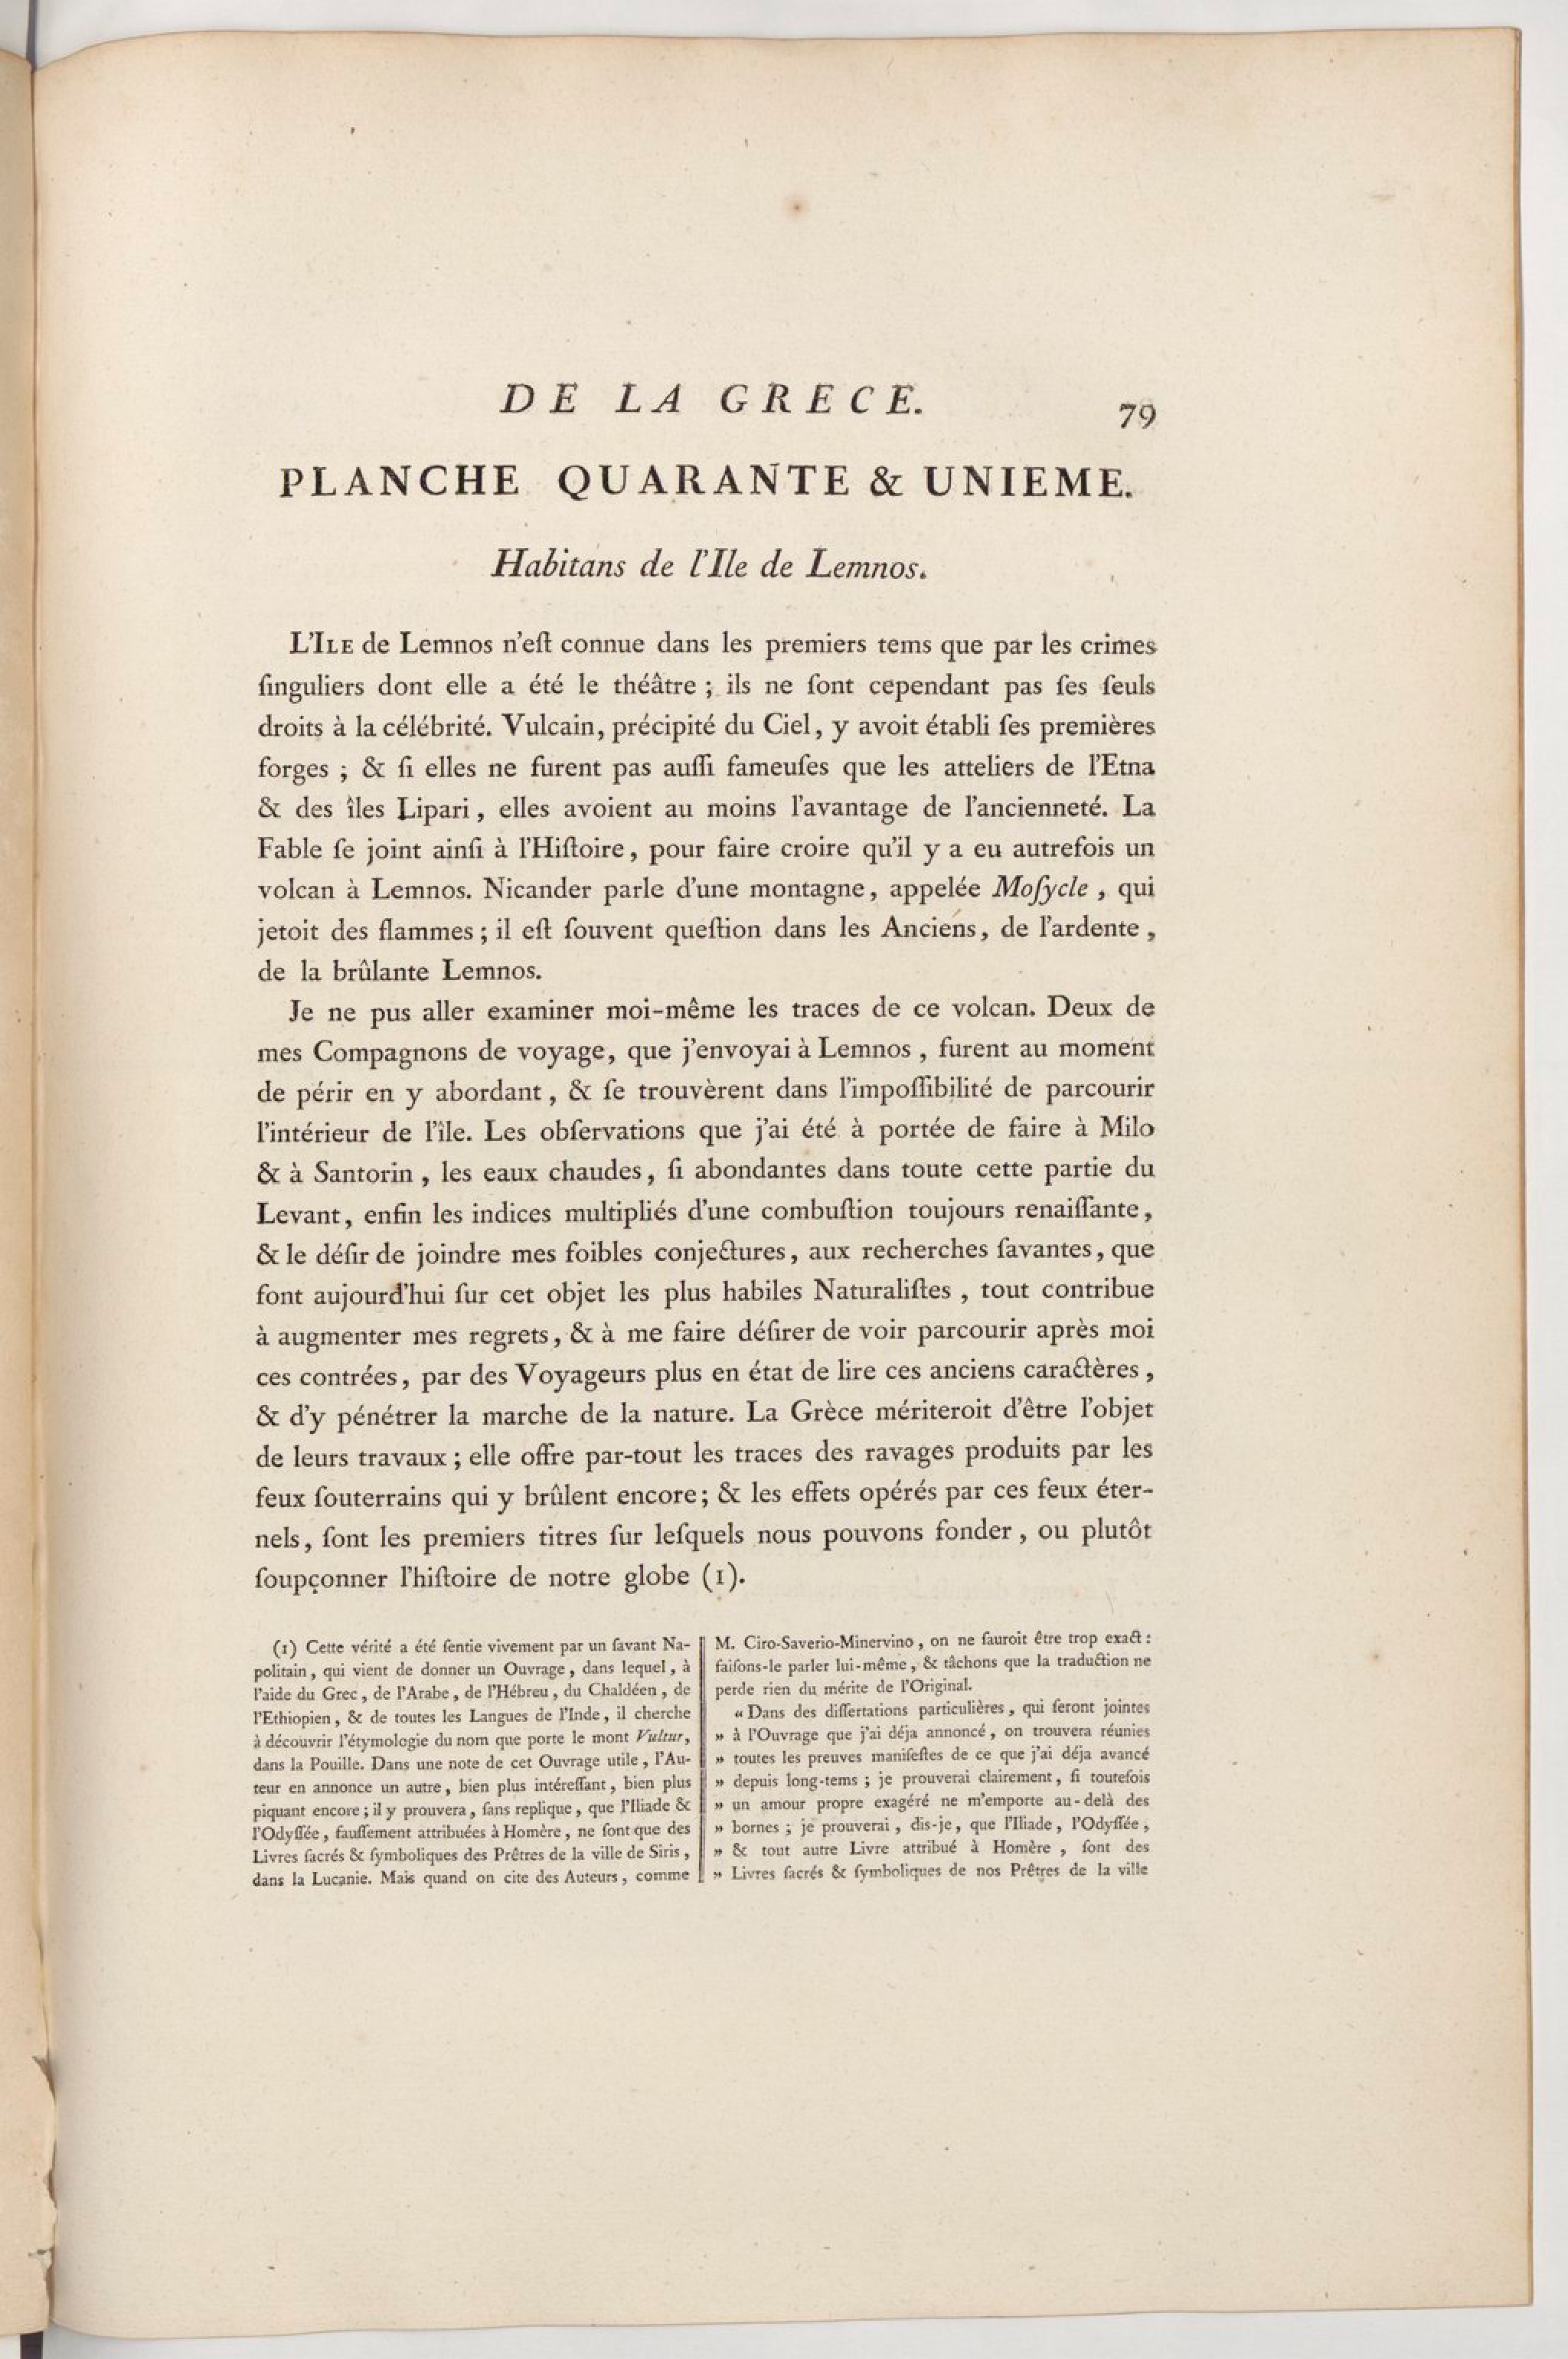 DE LA GRECE.
79
PLANCHE QUARANTE & UNIEME.
Habitans de l'Ile de Lemnos.
L'ILE de Lemnos n'eſt connue dans les premiers tems que par les crimes
ſinguliers dont elle a été le théâtre ; ils ne ſont cependant pas ſes ſeuls
droits à la célébrité. Vulcain, précipité du Ciel, y avoit établi ſes premières
forges ; & ſi elles ne furent pas auſſi fameuſes que les atteliers de l'Etna
& des îles Lipari, elles avoient au moins l'avantage de l'ancienneté. La
Fable ſe joint ainſi à l'Hiſtoire, pour faire croire qu'il y a eu autrefois un
volcan à Lemnos. Nicander parle d'une montagne, appelée Moſycle , qui
jetoit des flammes ; il eſt ſouvent queſtion dans les Anciens, de l'ardente ,
de la brûlante Lemnos.
Je ne pus aller examiner moi-même les traces de ce volcan. Deux de
mes Compagnons de voyage, que j'envoyai à Lemnos , furent au moment
de périr en y abordant, & ſe trouvèrent dans l'impoſſibilité de parcourir
l'intérieur de l'île. Les obſervations que j'ai été à portée de faire à Milo
& à Santorin , les eaux chaudes, ſi abondantes dans toute cette partie du
Levant, enfin les indices multipliés d'une combuſtion toujours renaiſſante,
& le déſir de joindre mes foibles conjectures, aux recherches ſavantes, que
font aujourd'hui ſur cet objet les plus habiles Naturaliſtes , tout contribue
à augmenter mes regrets, & à me faire déſirer de voir parcourir après moi
ces contrées, par des Voyageurs plus en état de lire ces anciens caractères ,
& d'y pénétrer la marche de la nature. La Grèce mériteroit d'être l'objet
de leurs travaux ; elle offre par-tout les traces des ravages produits par les
feux ſouterrains qui y brûlent encore; & les effets opérés par ces feux éter-
nels, ſont les premiers titres ſur leſquels nous pouvons fonder, ou plutôt
ſoupçonner l'hiſtoire de notre globe (1).
(1) Cette vérité a été ſentie vivement par un ſavant Na-
politain, qui vient de donner un Ouvrage, dans lequel, à
l'aide du Grec, de l'Arabe, de l'Hébreu, du Chaldéen, de
l'Ethiopien, & de toutes les Langues de l'Inde, il cherche
à découvrir l'étymologie du nom que porte le mont Vultur,
dans la Pouille. Dans une note de cet Ouvrage utile, l'Au-
teur en annonce un autre, bien plus intéreſſant, bien plus
piquant encore ; il y prouvera, ſans replique, que l'Iliade &
l'Odyſſée, fauſſement attribuées à Homère, ne ſont que des
Livres ſacrés & ſymboliques des Prêtres de la ville de Siris,
dans la Lucanie. Mais quand on cite des Auteurs, comme
M. Ciro-Saverio-Minervino, on ne ſauroit être trop exact :
faiſons-le parler lui-même, & tâchons que la traduction ne
perde rien du mérite de l'Original.
« Dans des diſſertations particulières, qui ſeront jointes
» à l'Ouvrage que j'ai déja annoncé, on trouvera réunies
» toutes les preuves manifeſtes de ce que j'ai déja avancé
» depuis long-tems ; je prouverai clairement, ſi toutefois
» un amour propre exagéré ne m'emporte au-delà des
» bornes ; je prouverai, dis-je, que l'Iliade, l'Odyſſée,
» & tout autre Livre attribué à Homère , ſont des
» Livres ſacrés & ſymboliques de nos Prêtres de la ville